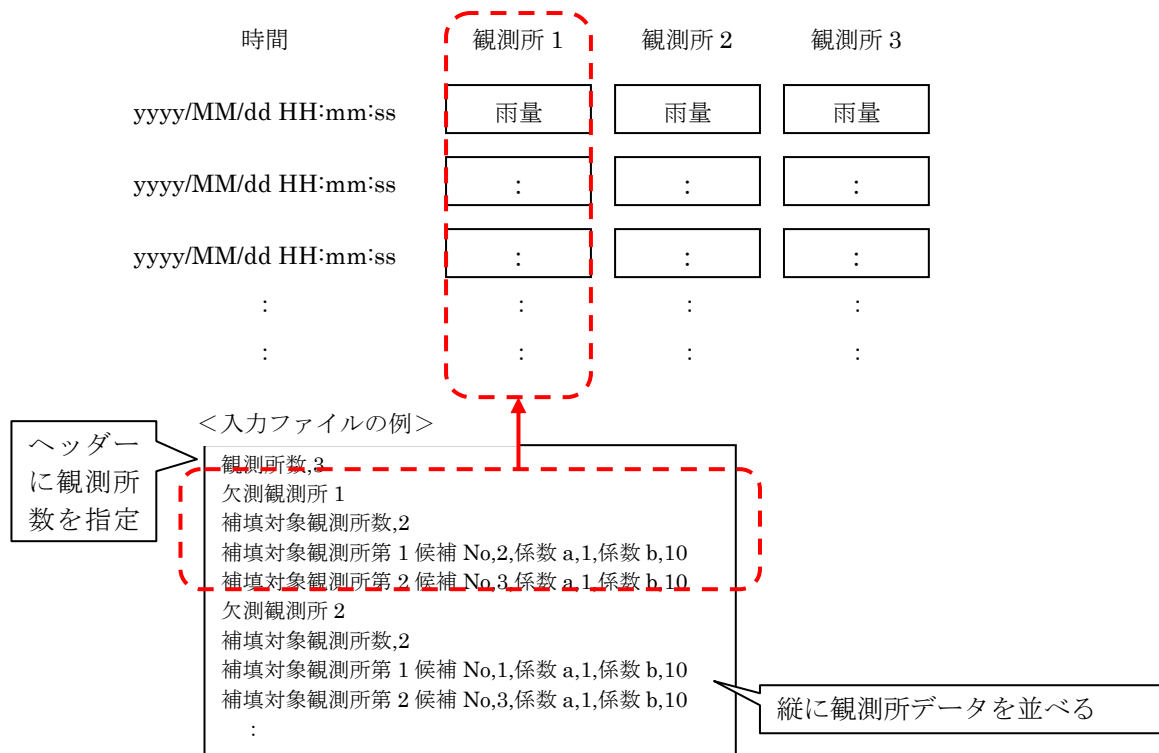 時間 観測所 1 観測所 2 観測所 3
yyyy/MM/dd HH:mm:ss 雨量 雨量 雨量
yyyy/MM/dd HH:mm:ss : : :
yyyy/MM/dd HH:mm:ss : : :
: : : :
: : : :
＜入力ファイルの例＞
ヘッダー
に観測所
数を指定
観測所数,3
欠測観測所 1
補填対象観測所数,2
補填対象観測所第 1 候補 No,2,係数 a,1,係数 b,10
補填対象観測所第 2 候補 No,3,係数 a,1,係数 b,10
欠測観測所 2
補填対象観測所数,2
補填対象観測所第 1 候補 No,1,係数 a,1,係数 b,10
補填対象観測所第 2 候補 No,3,係数 a,1,係数 b,10
:
縦に観測所データを並べる